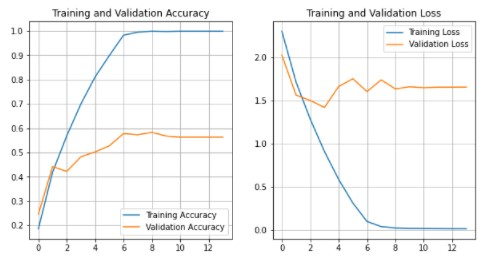 Training and Validation Accuracy
1.0
0.9
0.8
0.7
0.6
0.5
0.4
0.3
0.2
0 2 4 6 8 10 12
Training Accuracy
Validation Accuracy
Training and Validation Loss
2.0
1.5
1.0
0.5
0.0
0 2 4 6 8 10 12
Training Loss
Validation Loss